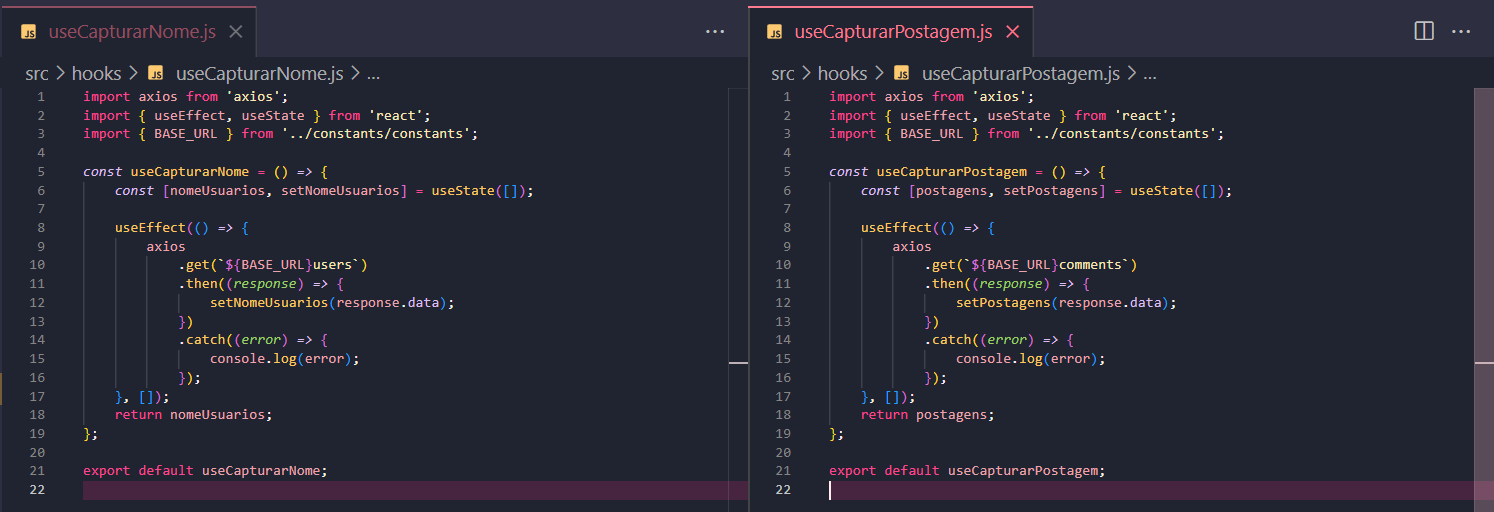 JS useCapturarNome.js
src > hooks > JS useCapturarNome.js > ...
1 import axios from 'axios';
2 import { useEffect, useState } from 'react';
3 import { BASE_URL } from '../constants/constants';
4
5 const useCapturarNome = () => {
6     const [nomeUsuarios, setNomeUsuarios] = useState([]);
7
8     useEffect(() => {
9         axios
10             .get(`${BASE_URL}users`)
11             .then((response) => {
12                 setNomeUsuarios(response.data);
13             })
14             .catch((error) => {
15                 console.log(error);
16             });
17     }, []);
18     return nomeUsuarios;
19 };
20
21 export default useCapturarNome;
22
JS useCapturarPostagem.js
src > hooks > JS useCapturarPostagem.js > ...
1 import axios from 'axios';
2 import { useEffect, useState } from 'react';
3 import { BASE_URL } from '../constants/constants';
4
5 const useCapturarPostagem = () => {
6     const [postagens, setPostagens] = useState([]);
7
8     useEffect(() => {
9         axios
10             .get(`${BASE_URL}comments`)
11             .then((response) => {
12                 setPostagens(response.data);
13             })
14             .catch((error) => {
15                 console.log(error);
16             });
17     }, []);
18     return postagens;
19 };
20
21 export default useCapturarPostagem;
22